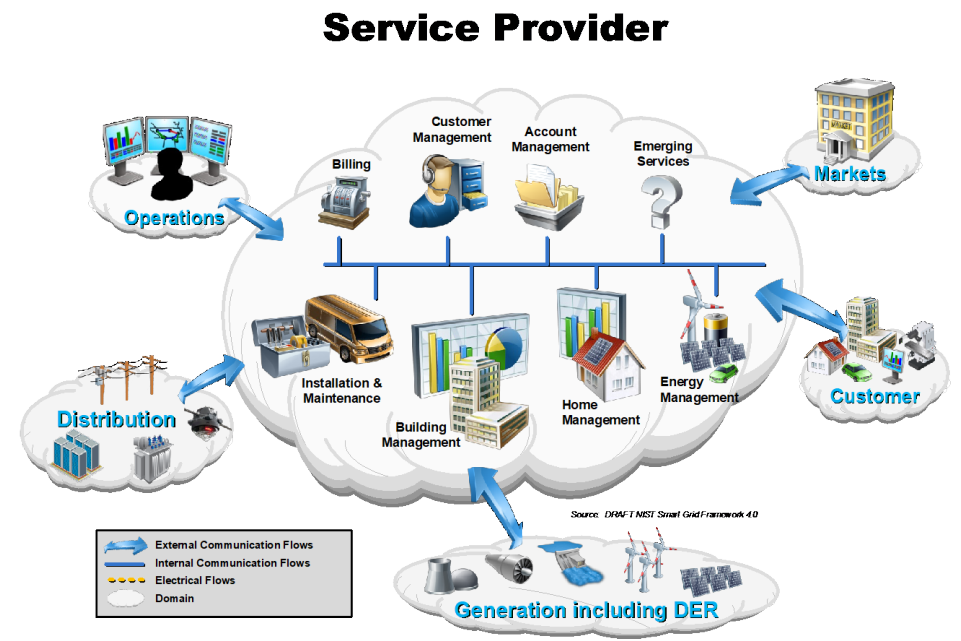 Service Provider
Customer
Management
Account
Management
Emerging
Services
Billing
Markets
Operations
Installation &
Maintenance
Building
Management
Home
Management
Energy
Management
Customer
Distribution
Source: DRAFT NIST Smart Grid Framework 4.0
External Communication Flows
Internal Communication Flows
Electrical Flows
Domain
Generation including DER